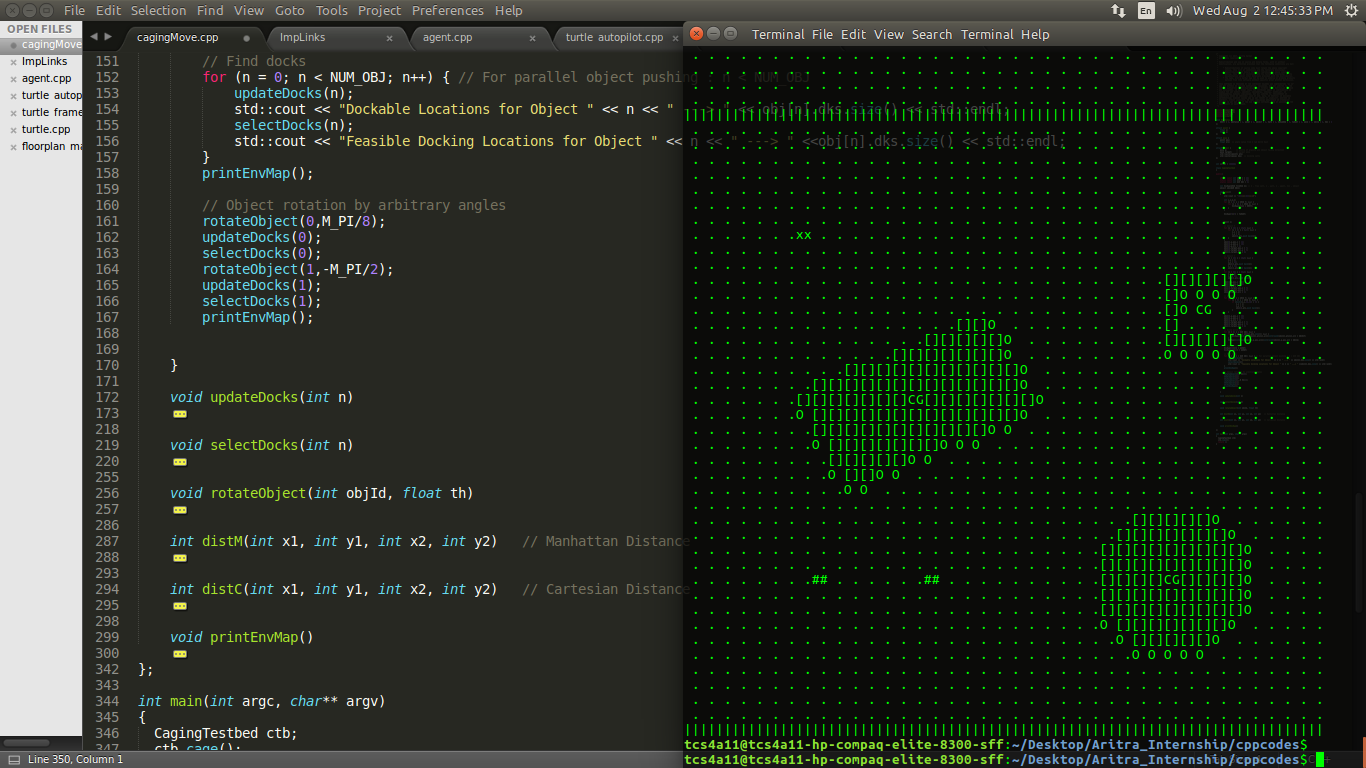 File Edit Selection Find View Goto Tools Project Preferences Help
En
Wed Aug 2 12:45:33 PM
OPEN FILES
cagingMove
ImpLinks
agent.cpp
turtle autop
turtle frame
turtle.cpp
floorplan ma
cagingMove.cpp
ImpLinks
agent.cpp
turtle autopilot.cpp
151 // Find docks
152 for (n = 0; n < NUM_OBJ; n++) { // For parallel object pushing : n < NUM_OBJ
153 updateDocks(n);
154 std::cout << "Dockable Locations for Object " << n << " ---> " << obj[n].dks.size() << std::endl;
155 selectDocks(n);
156 std::cout << "Feasible Docking Locations for Object " << n << " ---> " <<obj[n].dks.size() << std::endl;
157 }
158 printEnvMap();
159
160 // Object rotation by arbitrary angles
161 rotateObject(0,M_PI/8);
162 updateDocks(0);
163 selectDocks(0);
164 rotateObject(1,-M_PI/2);
165 updateDocks(1);
166 selectDocks(1);
167 printEnvMap();
168
169
170 }
171
172 void updateDocks(int n)
173
218
219 void selectDocks(int n)
220
255
256 void rotateObject(int objId, float th)
257
286
287 int distM(int x1, int y1, int x2, int y2) // Manhattan Distance
288
293
294 int distC(int x1, int y1, int x2, int y2) // Cartesian Distance
295
298
299 void printEnvMap()
300
342 };
343
344 int main(int argc, char** argv)
345 {
346 CagingTestbed ctb;
347 ctb.cage();
Line 350, Column 1
Terminal File Edit View Search Terminal Help
xx
[][][][][]O
[]O O O O
[]O CG
[]
[][][][][]O
O O O O O
[][]O
[][][][][]O
[][][][][][][]O
[][][][][][][][][][][]O
[][][][][][][][][][][][][]O
[][][][][][][]CG[][][][][][][]O
O [][][][][][][][][][][][][]O
[][][][][][][][][][][]O O
O [][][][][][][]O O O
[][][][][]O O
O [][]O O
O O
[][][][][]O
[][][][][][][]O
[][][][][][][][][]O
[][][][][][][][][]O
## ## [][][][]CG[][][][]O
[][][][][][][][][]O
[][][][][][][][][]O
O [][][][][][][]O
O [][][][][]O
O O O O O
tcs4a11@tcs4a11-hp-compaq-elite-8300-sff:~/Desktop/Aritra_Internship/cppcodes$
tcs4a11@tcs4a11-hp-compaq-elite-8300-sff:~/Desktop/Aritra_Internship/cppcodes$